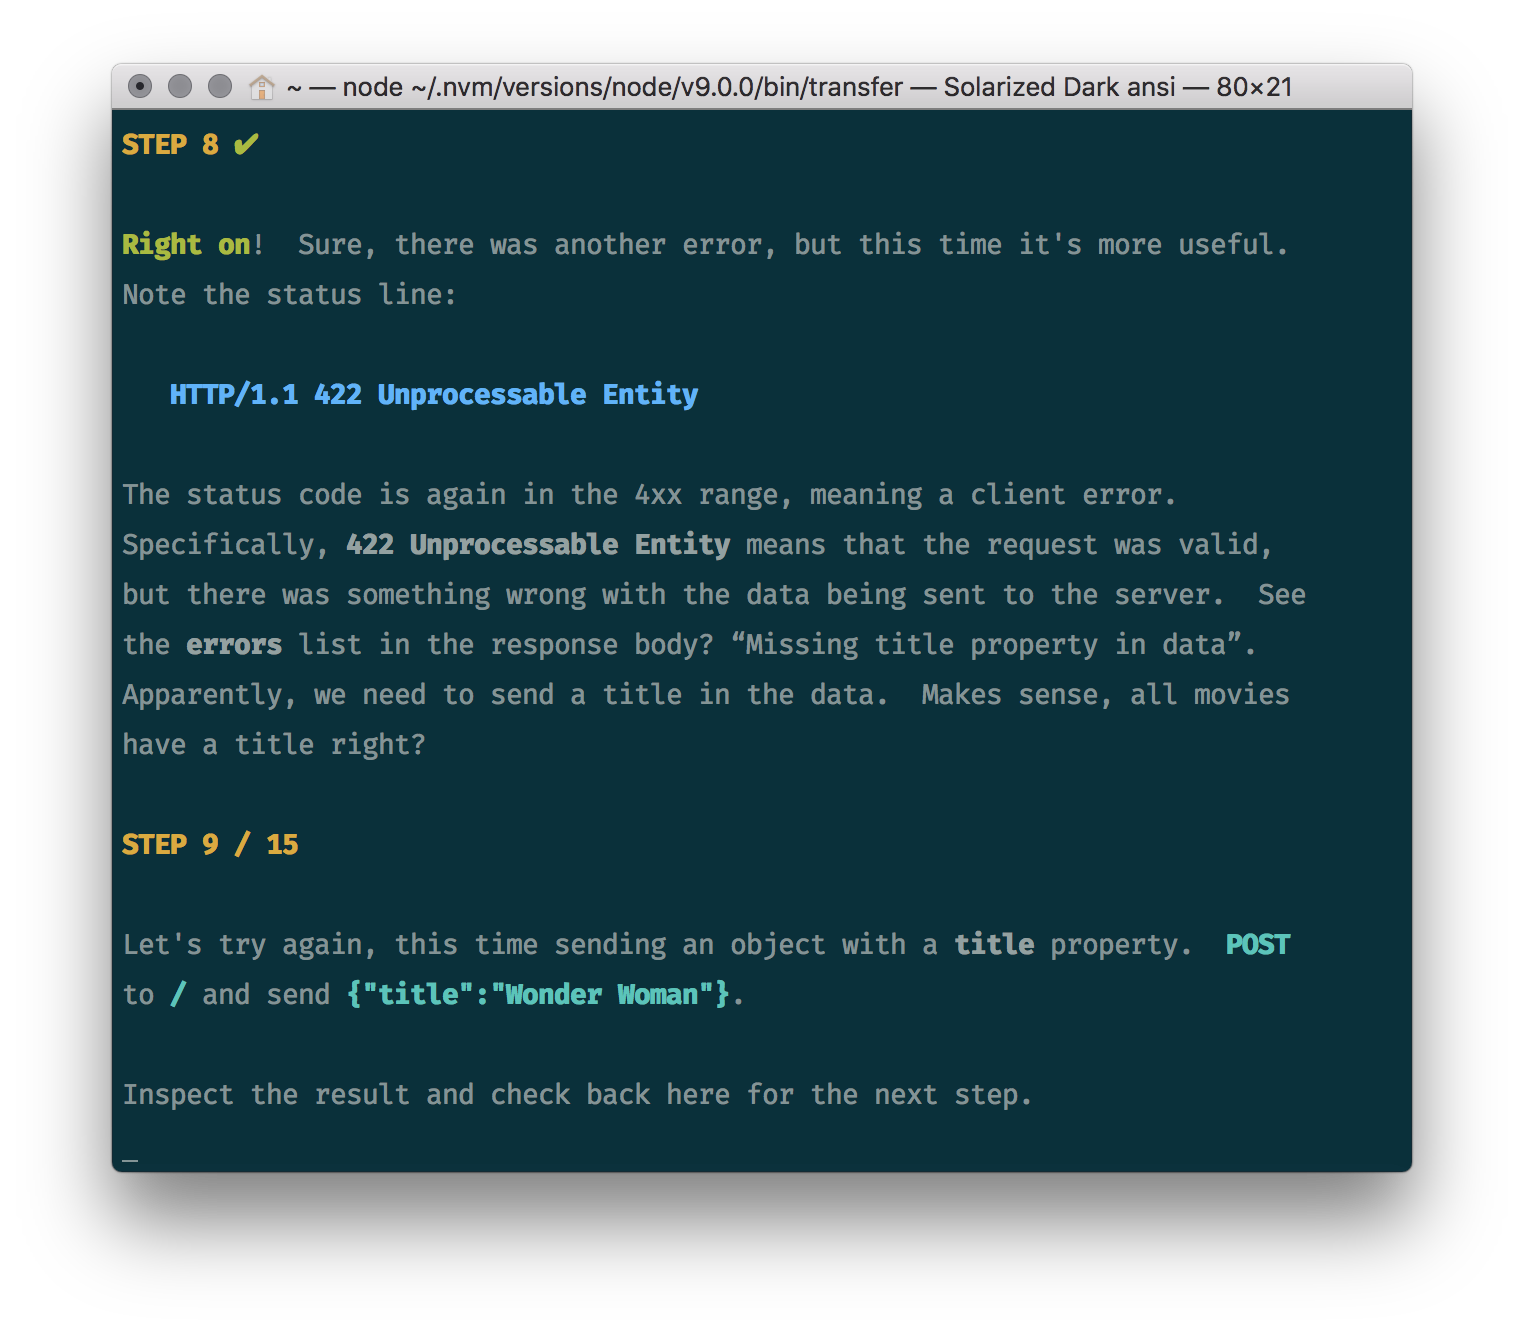 ~ — node ~/.nvm/versions/node/v9.0.0/bin/transfer — Solarized Dark ansi — 80×21
STEP 8 ✔
Right on!  Sure, there was another error, but this time it's more useful.
Note the status line:
HTTP/1.1 422 Unprocessable Entity
The status code is again in the 4xx range, meaning a client error.
Specifically, 422 Unprocessable Entity means that the request was valid,
but there was something wrong with the data being sent to the server.  See
the errors list in the response body? “Missing title property in data”.
Apparently, we need to send a title in the data.  Makes sense, all movies
have a title right?
STEP 9 / 15
Let's try again, this time sending an object with a title property.  POST
to / and send {"title":"Wonder Woman"}.
Inspect the result and check back here for the next step.
_